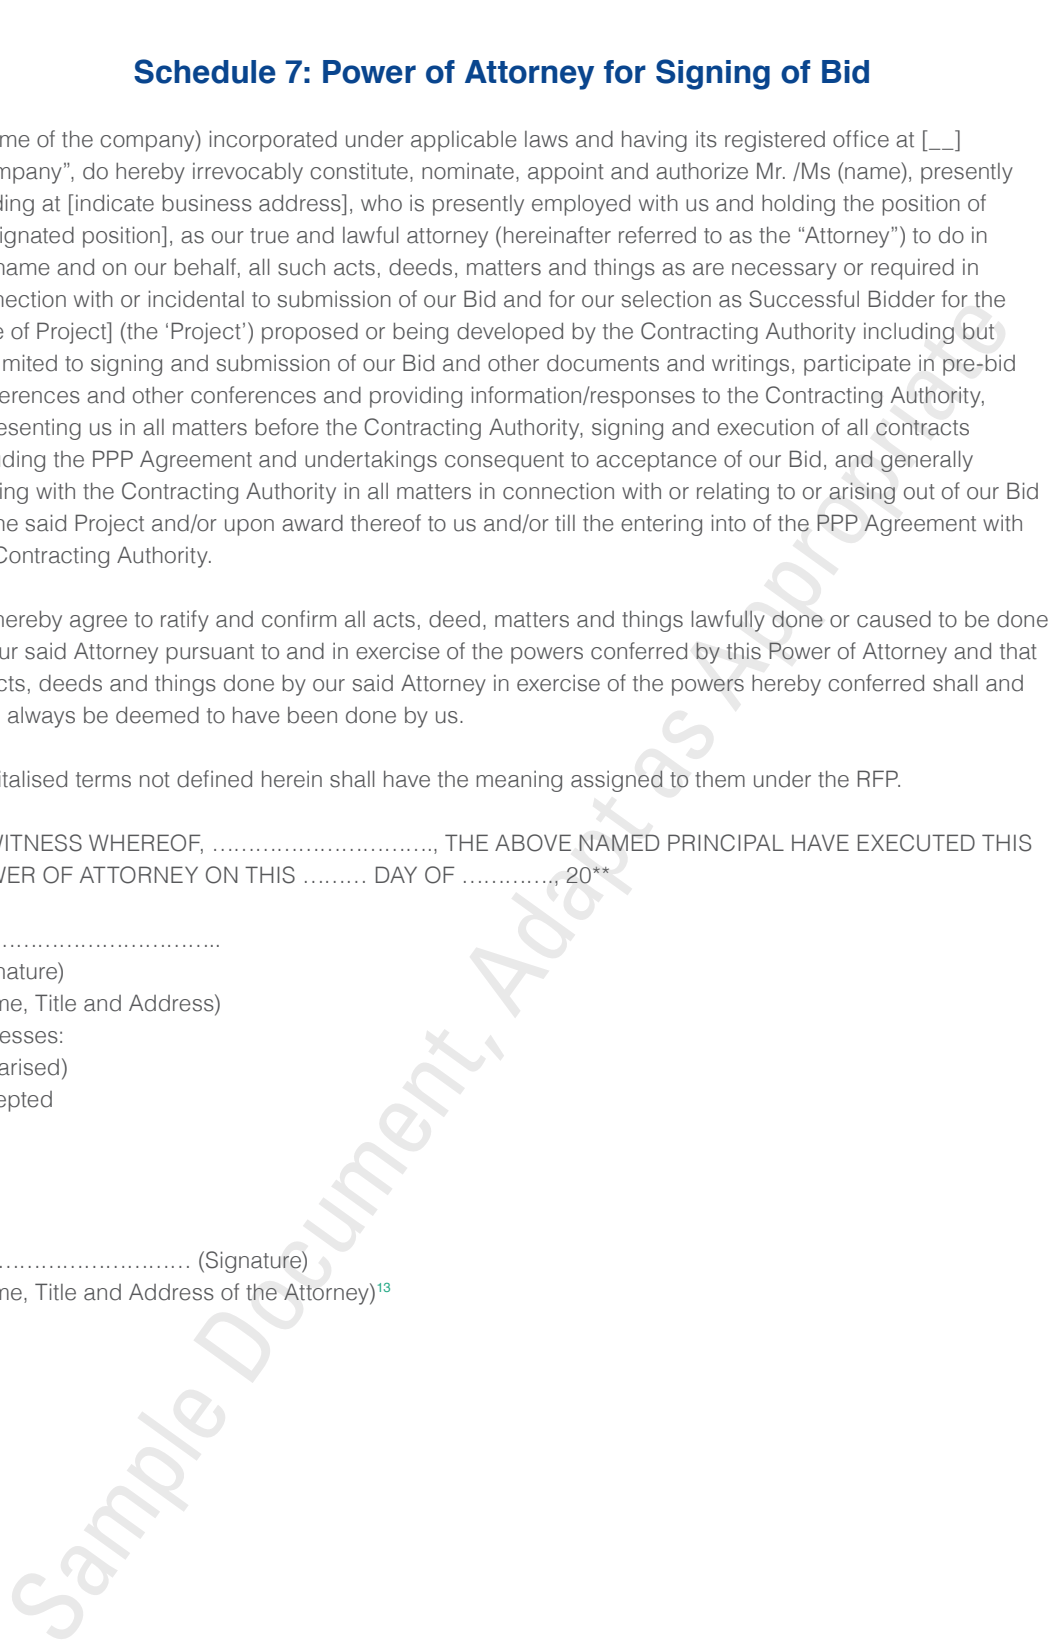 Schedule 7: Power of Attorney for Signing of Bid
me of the company) incorporated under applicable laws and having its registered office at [__]
mpany”, do hereby irrevocably constitute, nominate, appoint and authorize Mr. /Ms (name), presently
ding at [indicate business address], who is presently employed with us and holding the position of
ignated position], as our true and lawful attorney (hereinafter referred to as the “Attorney”) to do in
name and on our behalf, all such acts, deeds, matters and things as are necessary or required in
nection with or incidental to submission of our Bid and for our selection as Successful Bidder for the
e of Project] (the ‘Project’) proposed or being developed by the Contracting Authority including but
mited to signing and submission of our Bid and other documents and writings, participate in pre-bid
erences and other conferences and providing information/responses to the Contracting Authority,
esenting us in all matters before the Contracting Authority, signing and execution of all contracts
uding the PPP Agreement and undertakings consequent to acceptance of our Bid, and generally
ing with the Contracting Authority in all matters in connection with or relating to or arising out of our Bid
he said Project and/or upon award thereof to us and/or till the entering into of the PPP Agreement with
Contracting Authority.
hereby agree to ratify and confirm all acts, deed, matters and things lawfully done or caused to be done
ur said Attorney pursuant to and in exercise of the powers conferred by this Power of Attorney and that
cts, deeds and things done by our said Attorney in exercise of the powers hereby conferred shall and
always be deemed to have been done by us.
italised terms not defined herein shall have the meaning assigned to them under the RFP.
WITNESS WHEREOF, …………………………., THE ABOVE NAMED PRINCIPAL HAVE EXECUTED THIS
WER OF ATTORNEY ON THIS ……… DAY OF …………., 20**
…………………………..
nature)
me, Title and Address)
esses:
arised)
epted
……………………… (Signature)
me, Title and Address of the Attorney)13
Sample Document, Adapt as Appropriate